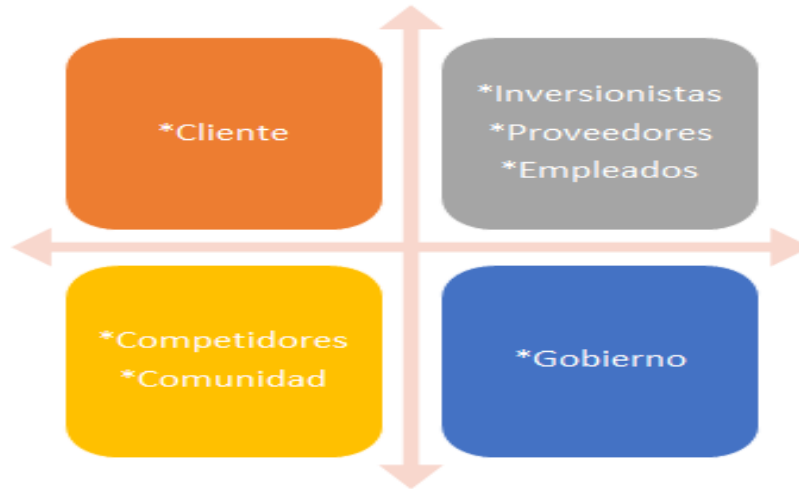 *Cliente
*Inversionistas
*Proveedores
*Empleados
*Competidores
*Comunidad
*Gobierno